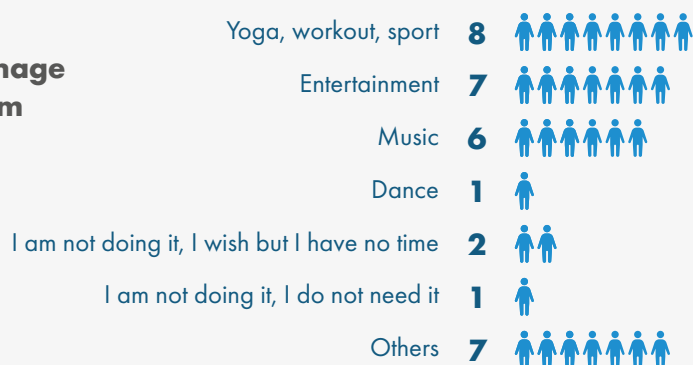 Yoga, workout, sport 8
Entertainment 7
Music 6
Dance 1
I am not doing it, I wish but I have no time 2
I am not doing it, I do not need it 1
Others 7